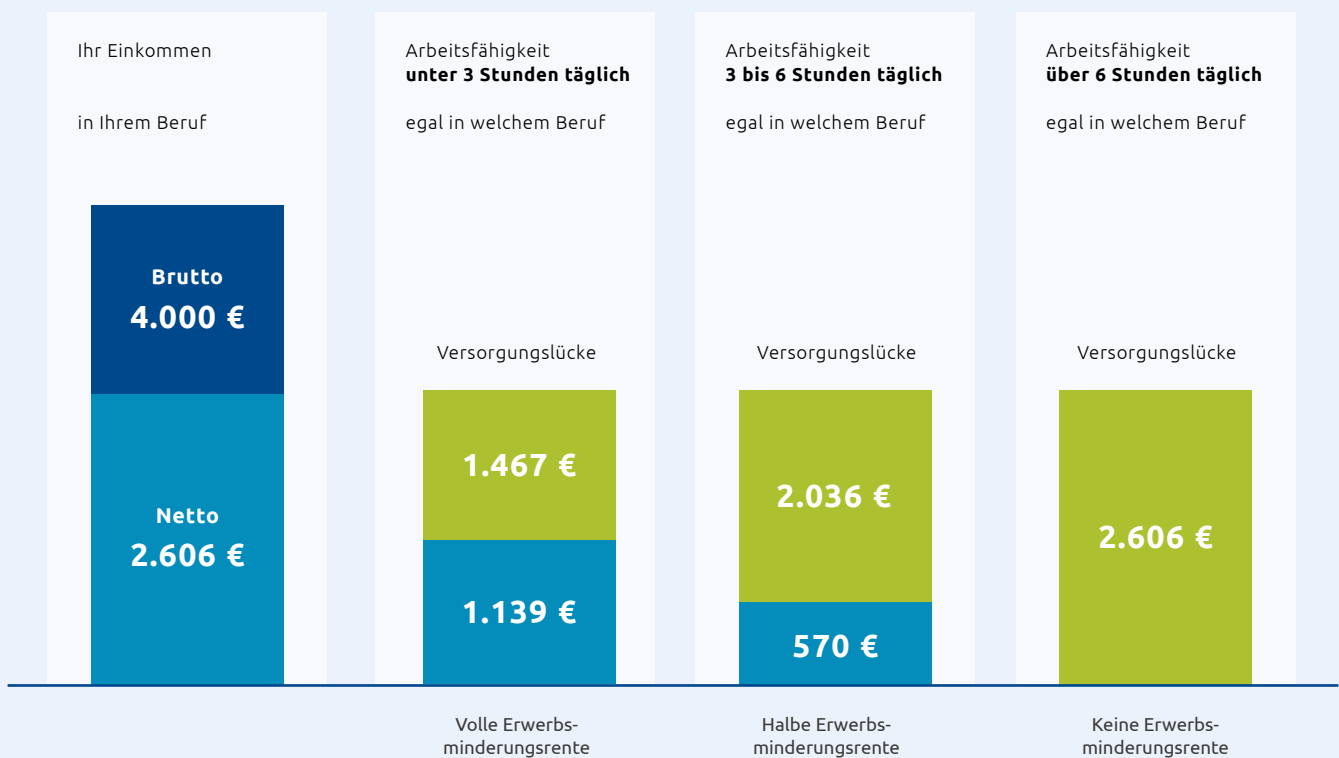 Ihr Einkommen
in Ihrem Beruf
Brutto
4.000 €
Netto
2.606 €
Arbeitsfähigkeit
unter 3 Stunden täglich
egal in welchem Beruf
Versorgungslücke
1.467 €
1.139 €
Volle Erwerbs-
minderungsrente
Arbeitsfähigkeit
3 bis 6 Stunden täglich
egal in welchem Beruf
Versorgungslücke
2.036 €
570 €
Halbe Erwerbs-
minderungsrente
Arbeitsfähigkeit
über 6 Stunden täglich
egal in welchem Beruf
Versorgungslücke
2.606 €
Keine Erwerbs-
minderungsrente